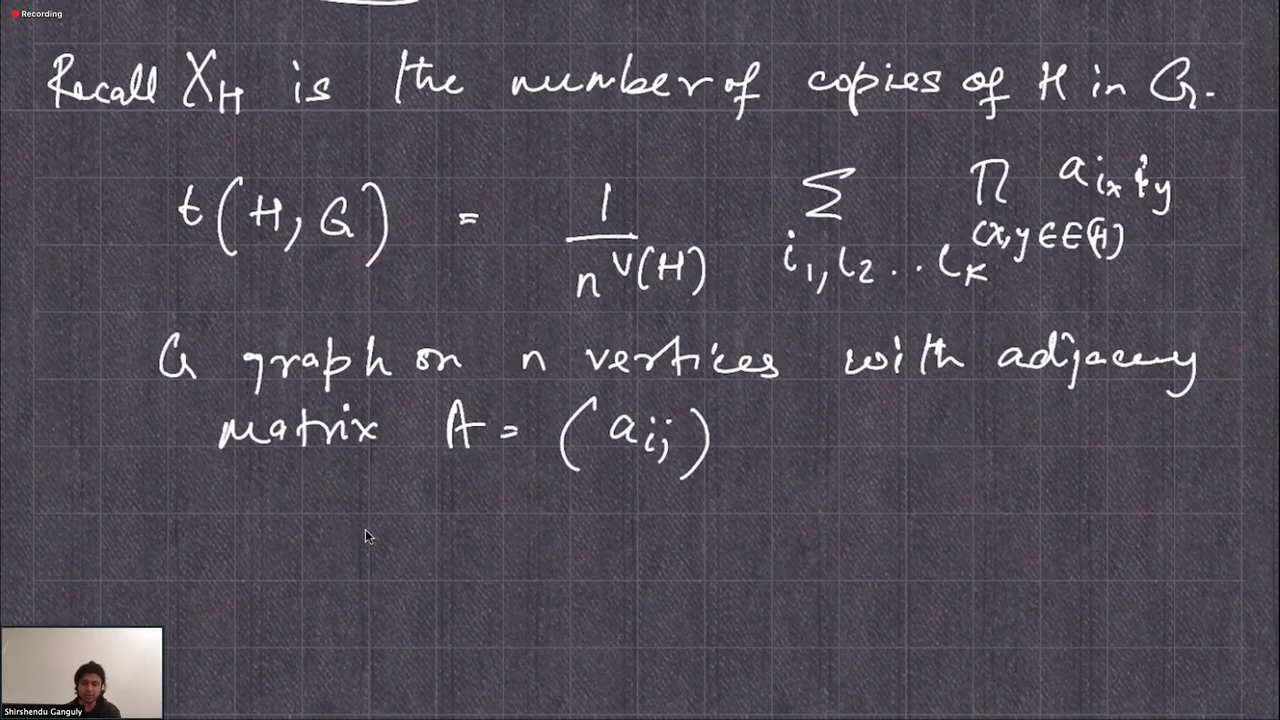 Recording
Recall X_H is the number of copies of H in G.
t(H, G) = 1/n^{V(H)} Σ_{i_1, i_2 .. i_k} Π_{(x,y ∈ E(H)} a_{i_x i_y}
G graph on n vertices with adjacency
matrix A = (a_{ij})
Shirshendu Ganguly